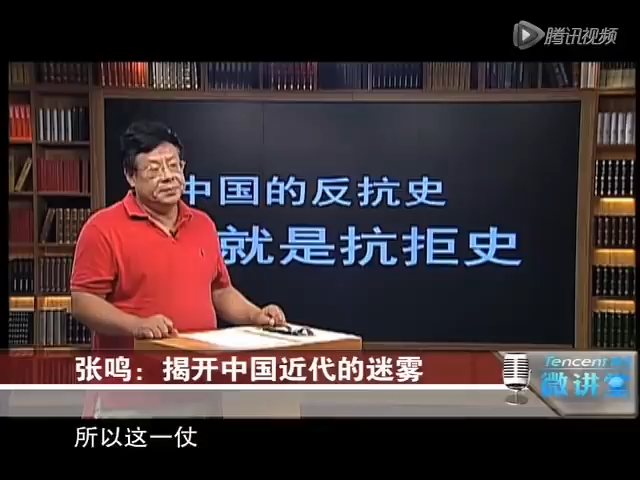 腾讯视频
中国的反抗史
就是抗拒史
张鸣：揭开中国近代的迷雾
Tencent
微讲堂
所以这一仗